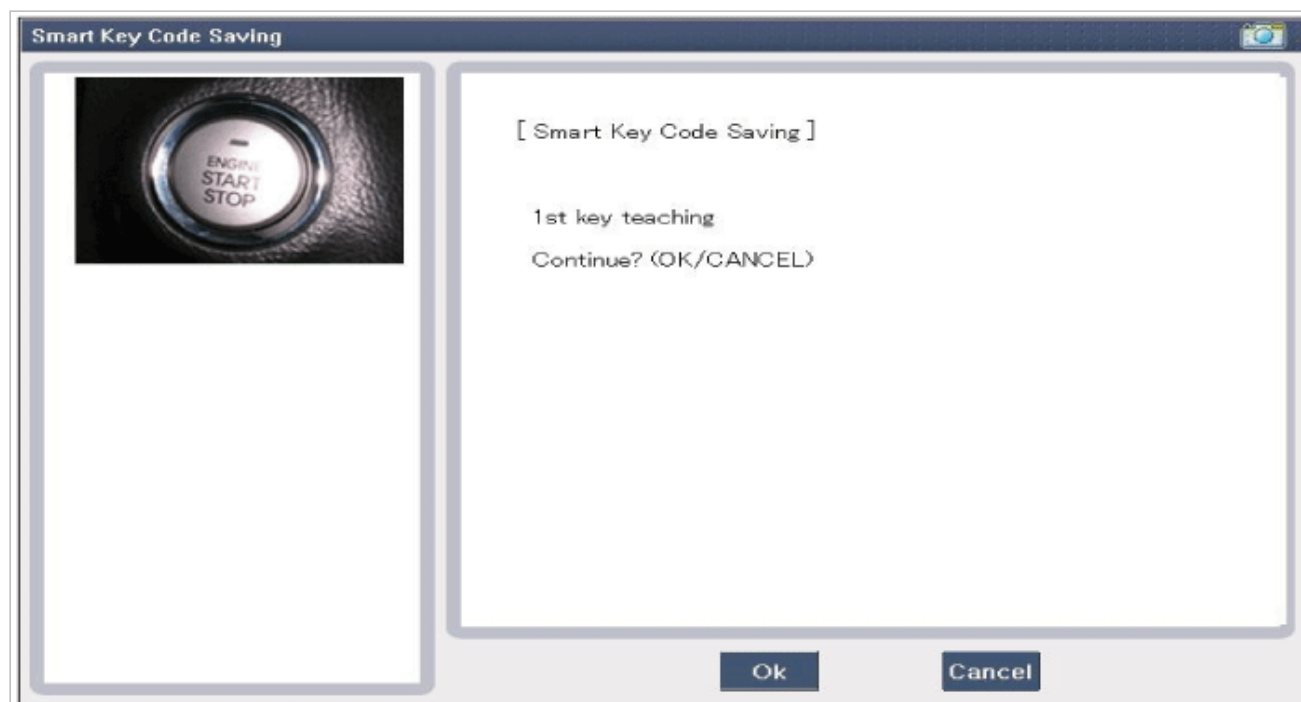 Smart Key Code Saving
ENGINE
START
STOP
[ Smart Key Code Saving ]
1st key teaching
Continue? (OK/CANCEL)
Ok
Cancel